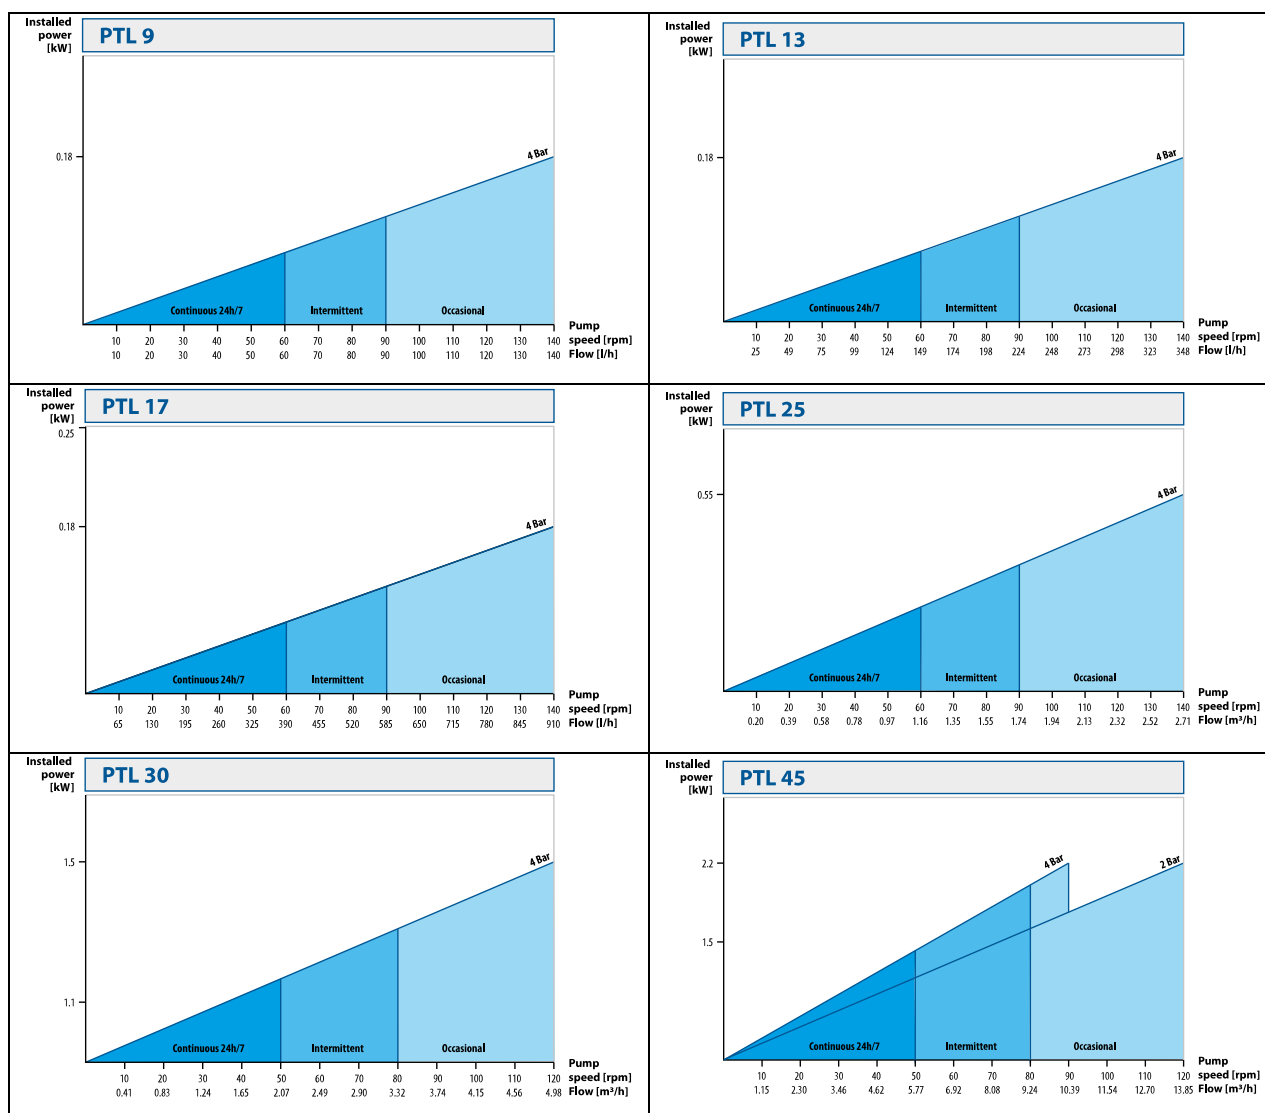 Installed
power
[kW]
PTL 9
0.18
4 Bar
Continuous 24h/7
Intermittent
Occasional
Pump
speed [rpm]
10 20 30 40 50 60 70 80 90 100 110 120 130 140
Flow [l/h]
10 20 30 40 50 60 70 80 90 100 110 120 130 140
Installed
power
[kW]
PTL 13
0.18
4 Bar
Continuous 24h/7
Intermittent
Occasional
Pump
speed [rpm]
10 20 30 40 50 60 70 80 90 100 110 120 130 140
Flow [l/h]
25 49 75 99 124 149 174 198 224 248 273 298 323 348
Installed
power
[kW]
PTL 17
0.25
0.18
4 Bar
Continuous 24h/7
Intermittent
Occasional
Pump
speed [rpm]
10 20 30 40 50 60 70 80 90 100 110 120 130 140
Flow [l/h]
65 130 195 260 325 390 455 520 585 650 715 780 845 910
Installed
power
[kW]
PTL 25
0.55
4 Bar
Continuous 24h/7
Intermittent
Occasional
Pump
speed [rpm]
10 20 30 40 50 60 70 80 90 100 110 120 130 140
Flow [m³/h]
0.20 0.39 0.58 0.78 0.97 1.16 1.35 1.55 1.74 1.94 2.13 2.32 2.52 2.71
Installed
power
[kW]
PTL 30
1.5
1.1
4 Bar
Continuous 24h/7
Intermittent
Occasional
Pump
speed [rpm]
10 20 30 40 50 60 70 80 90 100 110 120
Flow [m³/h]
0.41 0.83 1.24 1.65 2.07 2.49 2.90 3.32 3.74 4.15 4.56 4.98
Installed
power
[kW]
PTL 45
2.2
1.5
4 Bar
2 Bar
Continuous 24h/7
Intermittent
Occasional
Pump
speed [rpm]
10 20 30 40 50 60 70 80 90 100 110 120
Flow [m³/h]
1.15 2.30 3.46 4.62 5.77 6.92 8.08 9.24 10.39 11.54 12.70 13.85